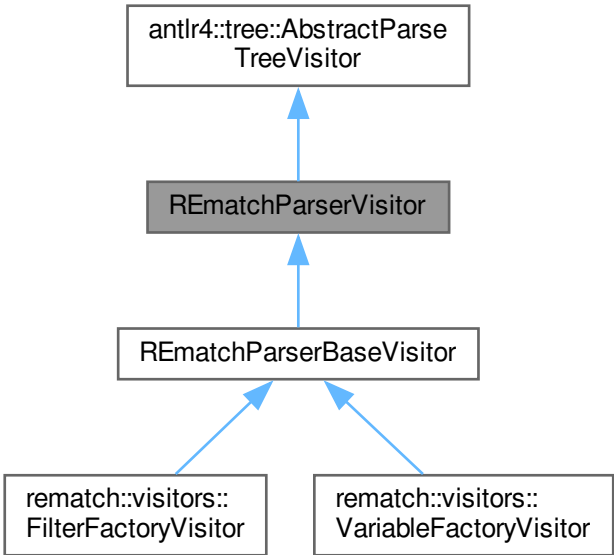 antlr4::tree::AbstractParse
TreeVisitor
REmatchParserVisitor
REmatchParserBaseVisitor
rematch::visitors::
FilterFactoryVisitor
rematch::visitors::
VariableFactoryVisitor